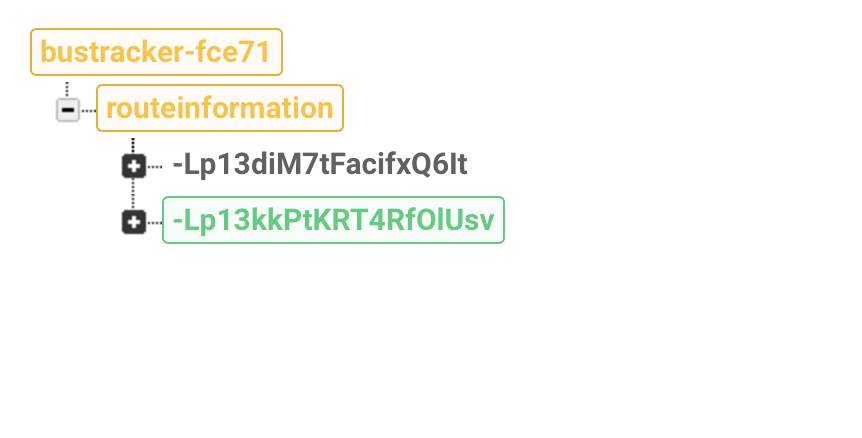 bustracker-fce71
routeinformation
-Lp13diM7tFacifxQ6It
-Lp13kkPtKRT4RfOlUsv